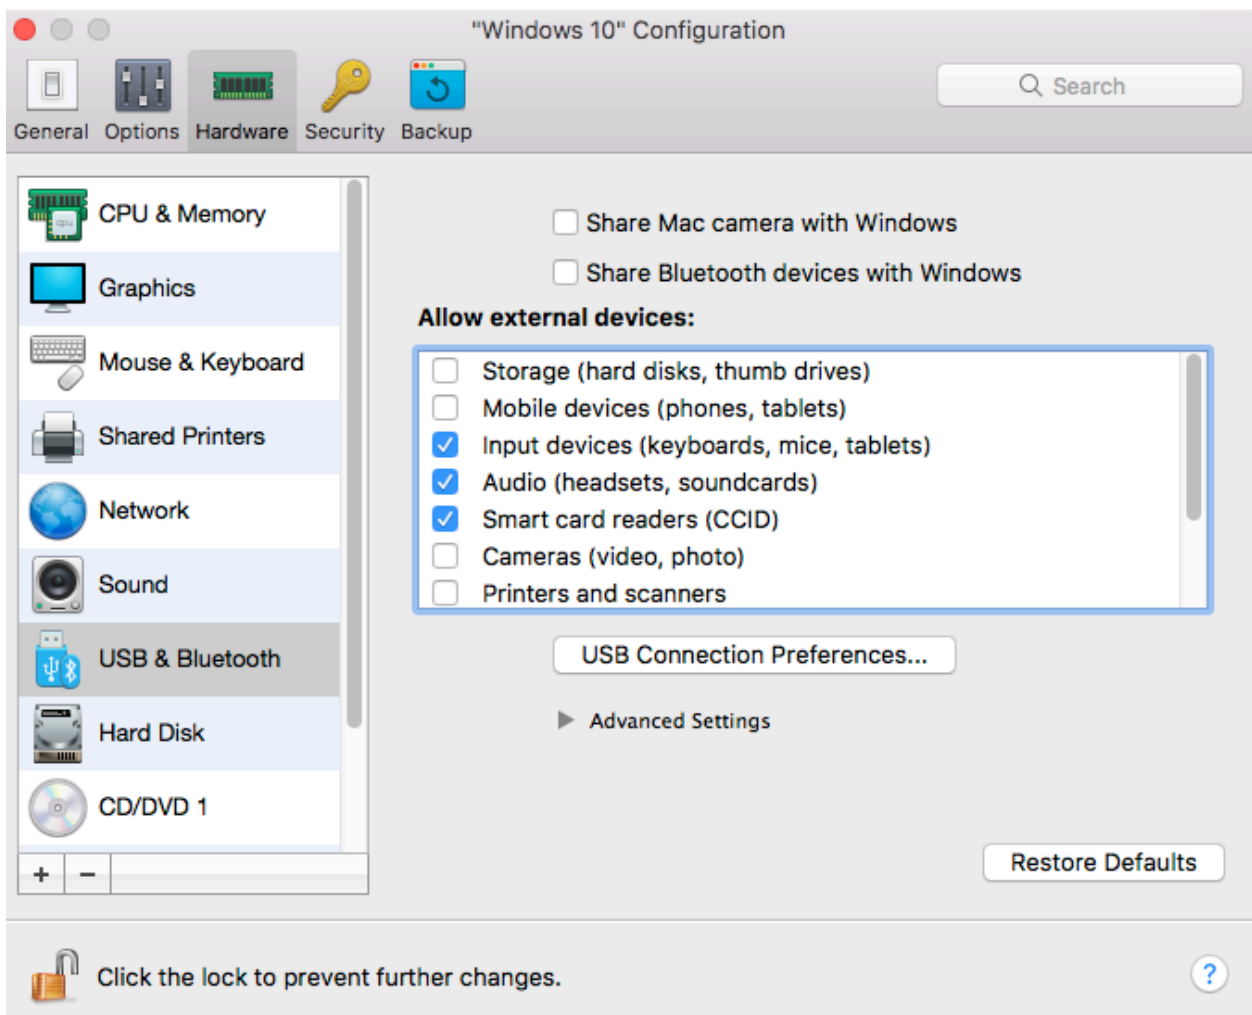 "Windows 10" Configuration
General Options Hardware Security Backup
Search
CPU & Memory
Graphics
Mouse & Keyboard
Shared Printers
Network
Sound
USB & Bluetooth
Hard Disk
CD/DVD 1
+ −
Share Mac camera with Windows
Share Bluetooth devices with Windows
Allow external devices:
Storage (hard disks, thumb drives)
Mobile devices (phones, tablets)
Input devices (keyboards, mice, tablets)
Audio (headsets, soundcards)
Smart card readers (CCID)
Cameras (video, photo)
Printers and scanners
USB Connection Preferences...
Advanced Settings
Restore Defaults
Click the lock to prevent further changes.
?